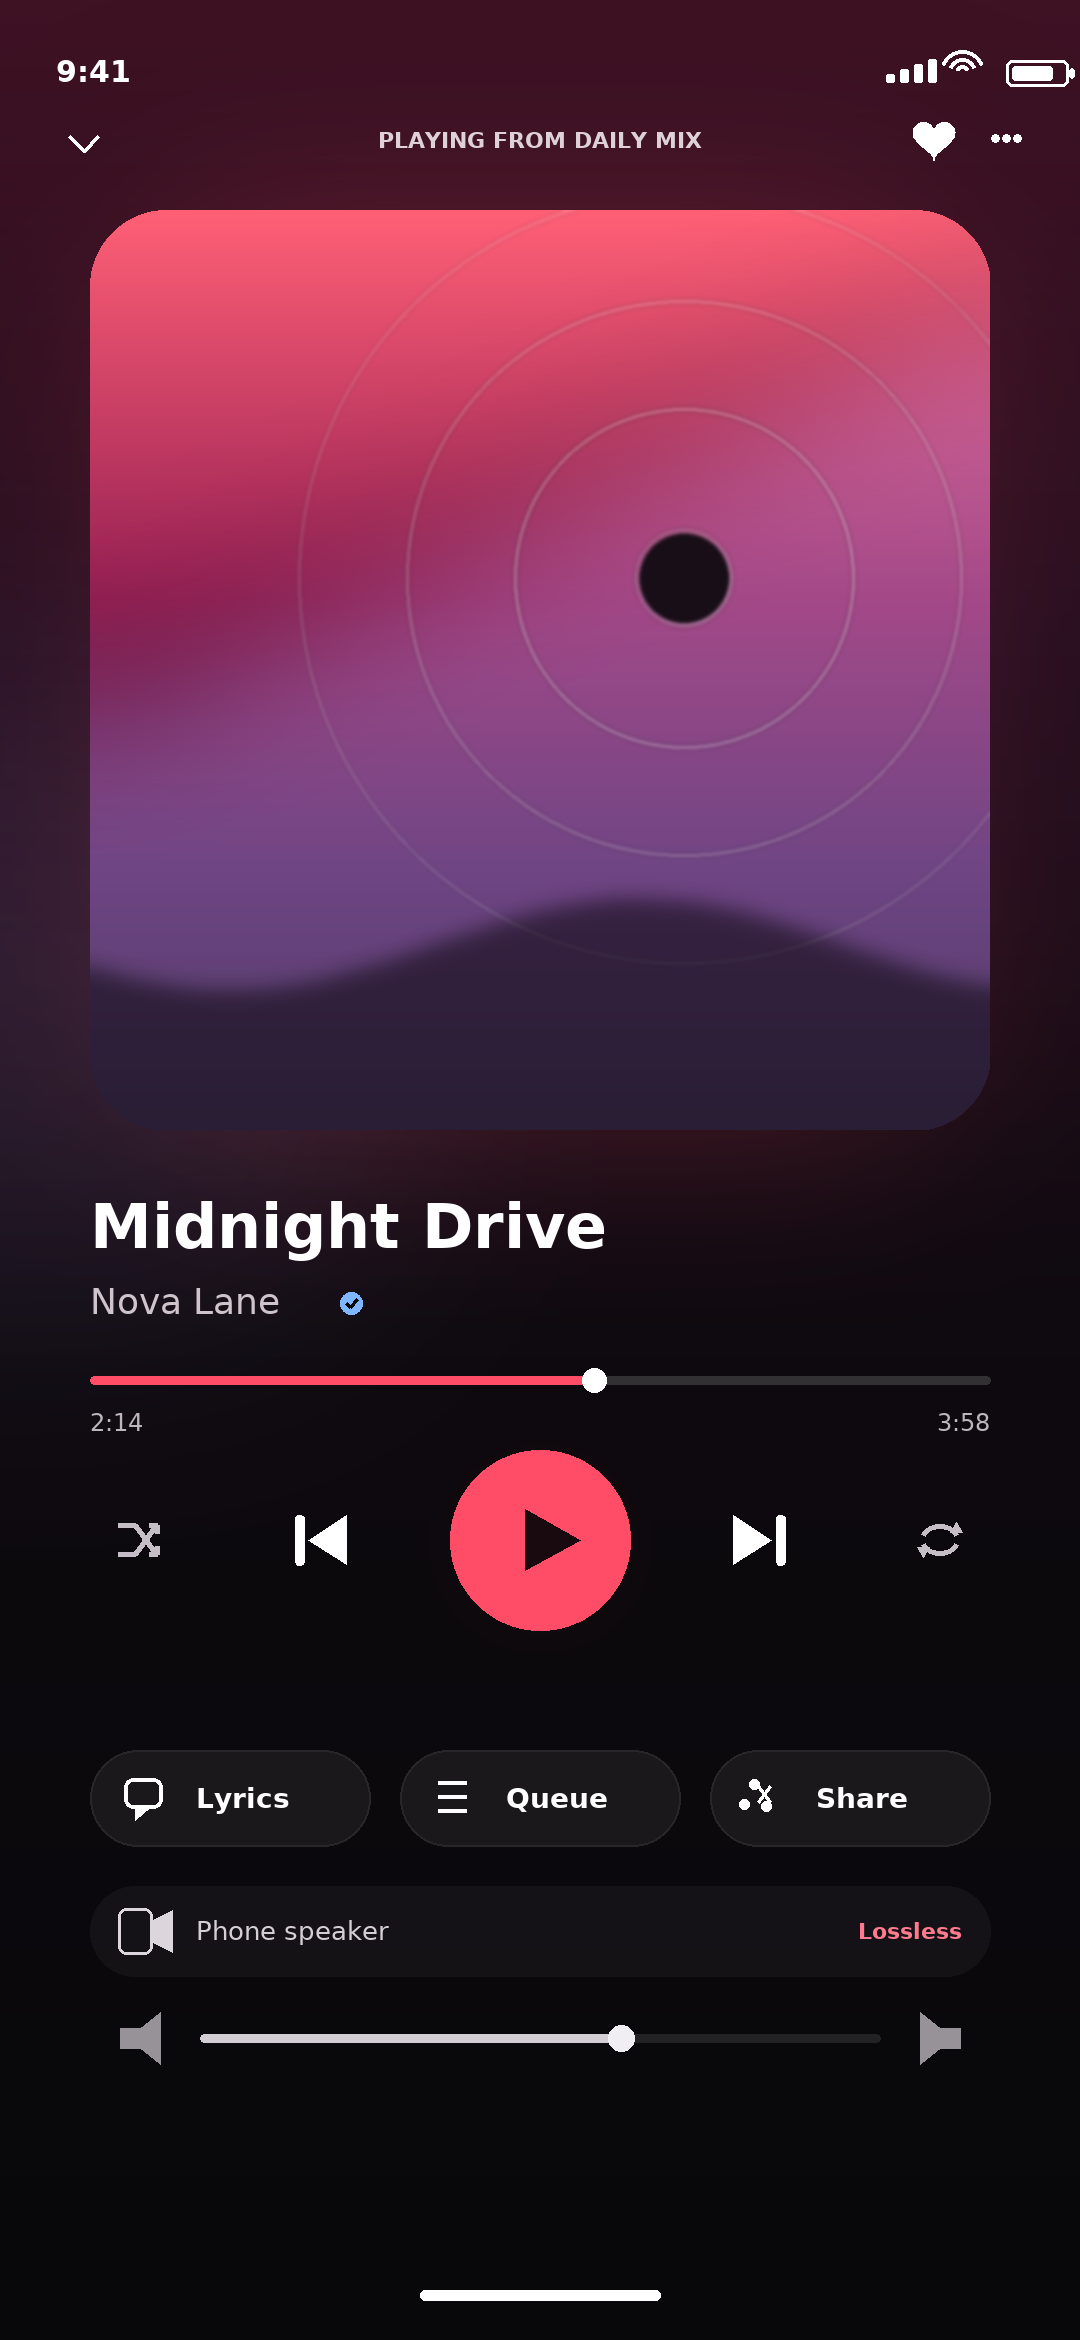 9:41
PLAYING FROM DAILY MIX
Midnight Drive
Nova Lane
2:14 3:58
Lyrics Queue Share
Phone speaker Lossless